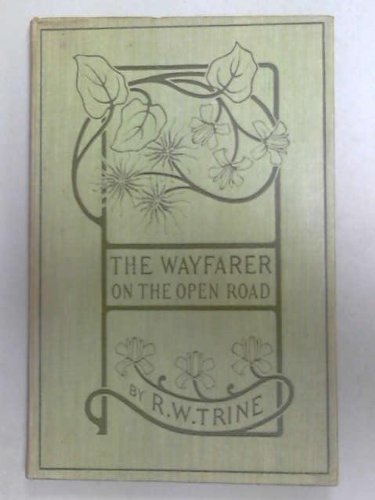 THE WAYFARER
ON THE OPEN ROAD
BY R.W.TRINE